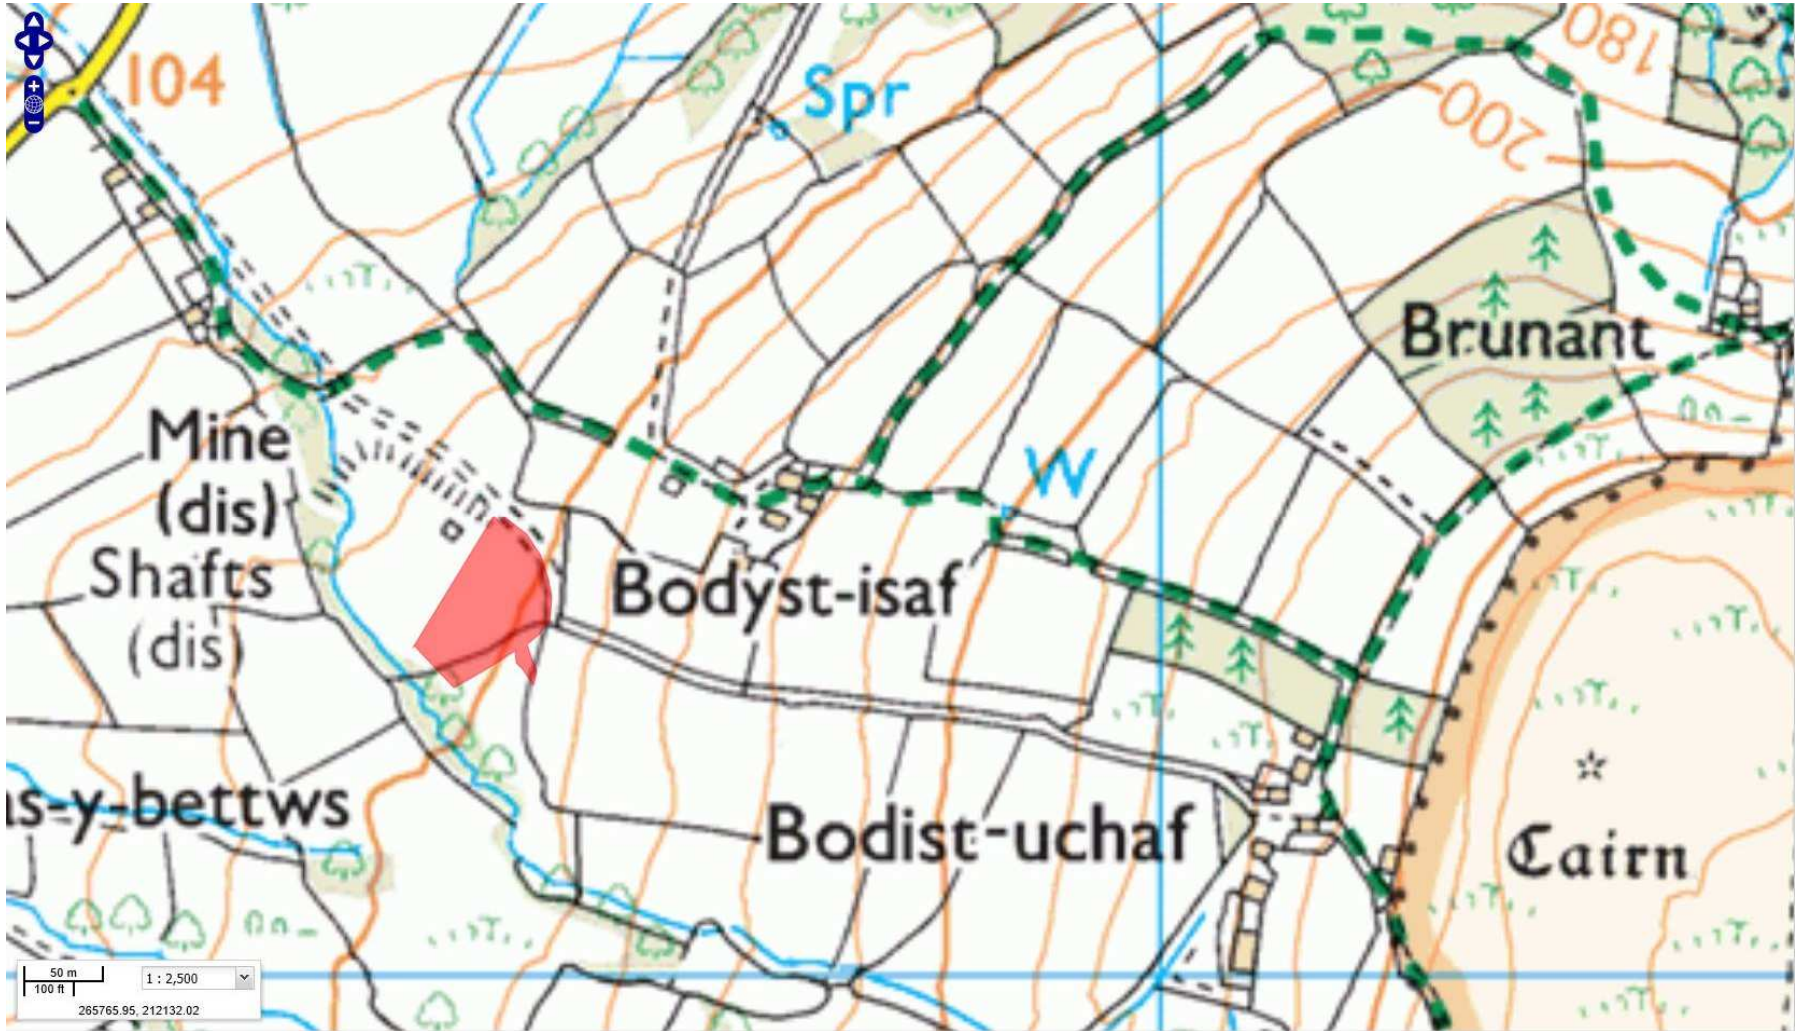 104
Spr
180
200
Brunant
Mine
(dis)
Shafts
(dis)
W
Bodyst-isaf
as-y-bettws
Bodist-uchaf
Cairn
50 m
100 ft
1 : 2,500
265765.95, 212132.02